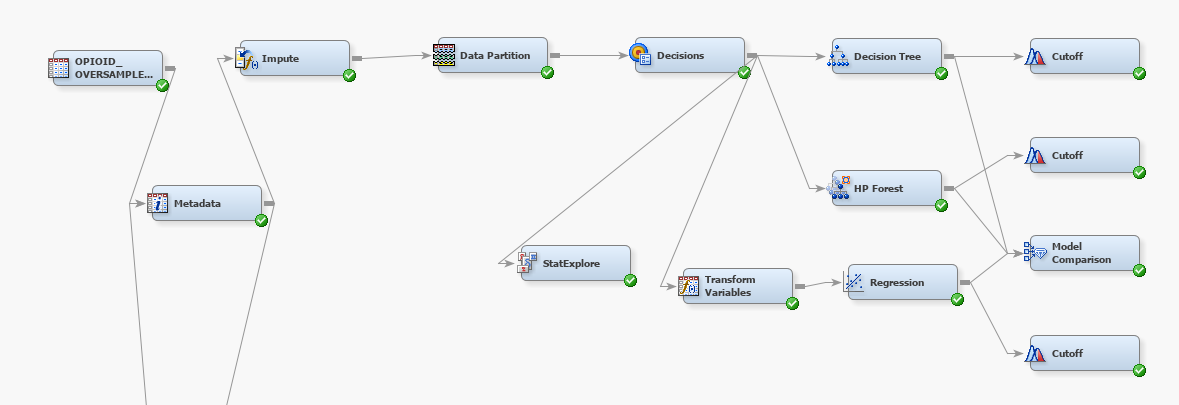 OPIOID_
OVERSAMPLE...
Impute
Data Partition
Decisions
Decision Tree
Cutoff
Cutoff
HP Forest
Metadata
Model
Comparison
StatExplore
Transform
Variables
Regression
Cutoff